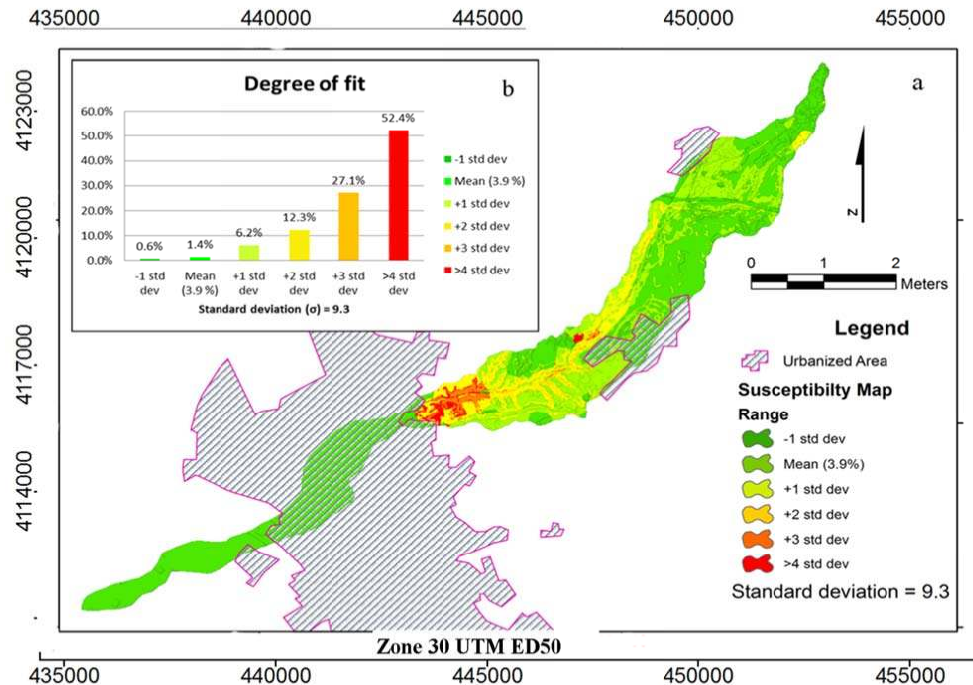 435000 440000 445000 450000 455000
a
Degree of fit
b
60.0%
50.0%
40.0%
30.0%
20.0%
10.0%
0.0%
0.6%
1.4%
6.2%
12.3%
27.1%
52.4%
-1 std dev
Mean (3.9 %)
+1 std dev
+2 std dev
+3 std dev
>4 std dev
-1 std dev
Mean (3.9 %)
+1 std dev
+2 std dev
+3 std dev
>4 std dev
Standard deviation (σ) = 9.3
4123000
4120000
4117000
4114000
N
0 1 2
Meters
Legend
Urbanized Area
Susceptibilty Map
Range
-1 std dev
Mean (3.9%)
+1 std dev
+2 std dev
+3 std dev
>4 std dev
Standard deviation = 9.3
Zone 30 UTM ED50
435000 440000 445000 450000 455000